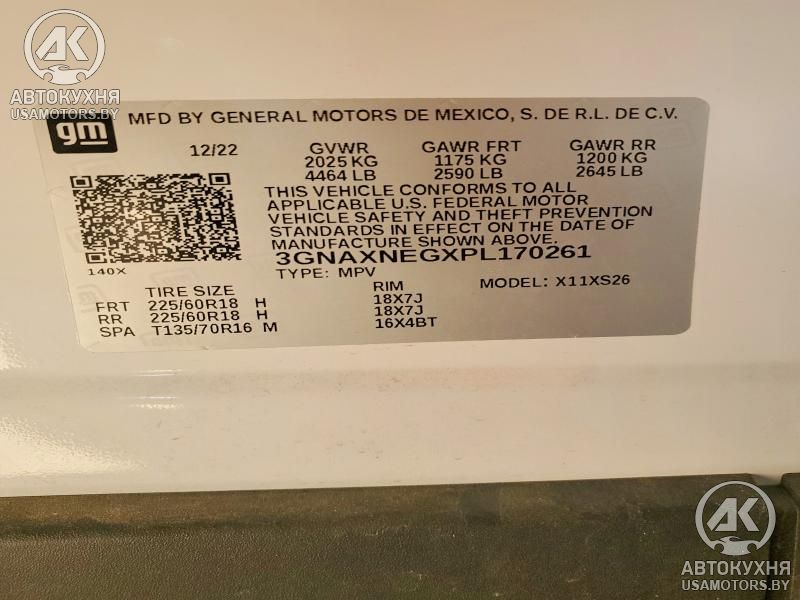 AK
АВТОКУХНЯ
USAMOTORS.BY
gm
MFD BY GENERAL MOTORS DE MEXICO, S. DE R.L. DE C.V.
12/22 GVWR GAWR FRT GAWR RR
2025 KG 1175 KG 1200 KG
4464 LB 2590 LB 2645 LB
THIS VEHICLE CONFORMS TO ALL
APPLICABLE U.S. FEDERAL MOTOR
VEHICLE SAFETY AND THEFT PREVENTION
STANDARDS IN EFFECT ON THE DATE OF
MANUFACTURE SHOWN ABOVE.
3GNAXNEGXPL170261
140X
TYPE: MPV MODEL: X11XS26
TIRE SIZE RIM
FRT 225/60R18 H 18X7J
RR 225/60R18 H 18X7J
SPA T135/70R16 M 16X4BT
AK
АВТОКУХНЯ
USAMOTORS.BY